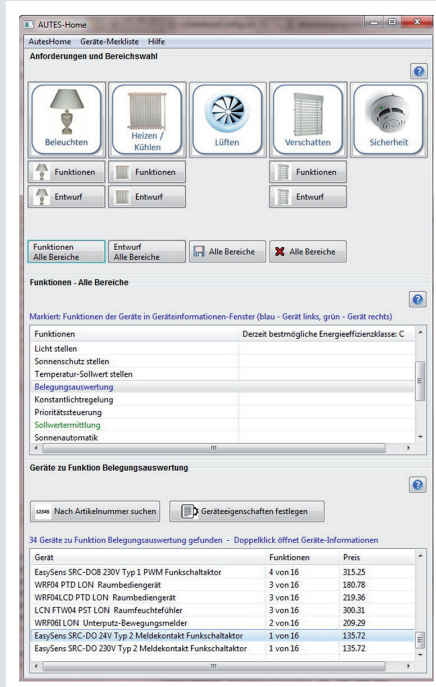 AUTES-Home
AutesHome Geräte-Merkliste Hilfe
Anforderungen und Bereichswahl
Beleuchten
Heizen /
Kühlen
Lüften
Verschatten
Sicherheit
Funktionen Funktionen Funktionen
Entwurf Entwurf Entwurf
Funktionen
Alle Bereiche
Entwurf
Alle Bereiche
Alle Bereiche
Alle Bereiche
Funktionen - Alle Bereiche
Markiert: Funktionen der Geräte in Geräteinformationen-Fenster (blau - Gerät links, grün - Gerät rechts)
Funktionen Derzeit bestmögliche Energieeffizienzklasse: C
Licht stellen
Sonnenschutz stellen
Temperatur-Sollwert stellen
Belegungsauswertung
Konstantlichtregelung
Prioritätssteuerung
Sollwertermittlung
Sonnenautomatik
Geräte zu Funktion Belegungsauswertung
12345 Nach Artikelnummer suchen Geräteeigenschaften festlegen
34 Geräte zu Funktion Belegungsauswertung gefunden - Doppelklick öffnet Geräte-Informationen
Gerät Funktionen Preis
EasySens SRC-DO8 230V Typ 1 PWM Funkschaltaktor 4 von 16 315.25
WRF04 PTD LON Raumbediengerät 3 von 16 180.78
WRF04LCD PTD LON Raumbediengerät 3 von 16 219.36
LCN FTW04 PST LON Raumfeuchtefühler 3 von 16 300.31
WRF06I LON Unterputz-Bewegungsmelder 2 von 16 209.29
EasySens SRC-DO 24V Typ 2 Meldekontakt Funkschaltaktor 1 von 16 135.72
EasySens SRC-DO 230V Typ 2 Meldekontakt Funkschaltaktor 1 von 16 135.72